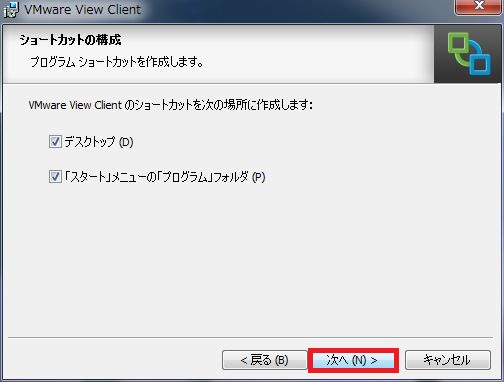 VMware View Client
ショートカットの構成
プログラム ショートカットを作成します。
VMware View Client のショートカットを次の場所に作成します:
デスクトップ (D)
「スタート」メニューの「プログラム」フォルダ (P)
< 戻る (B)
次へ (N) >
キャンセル